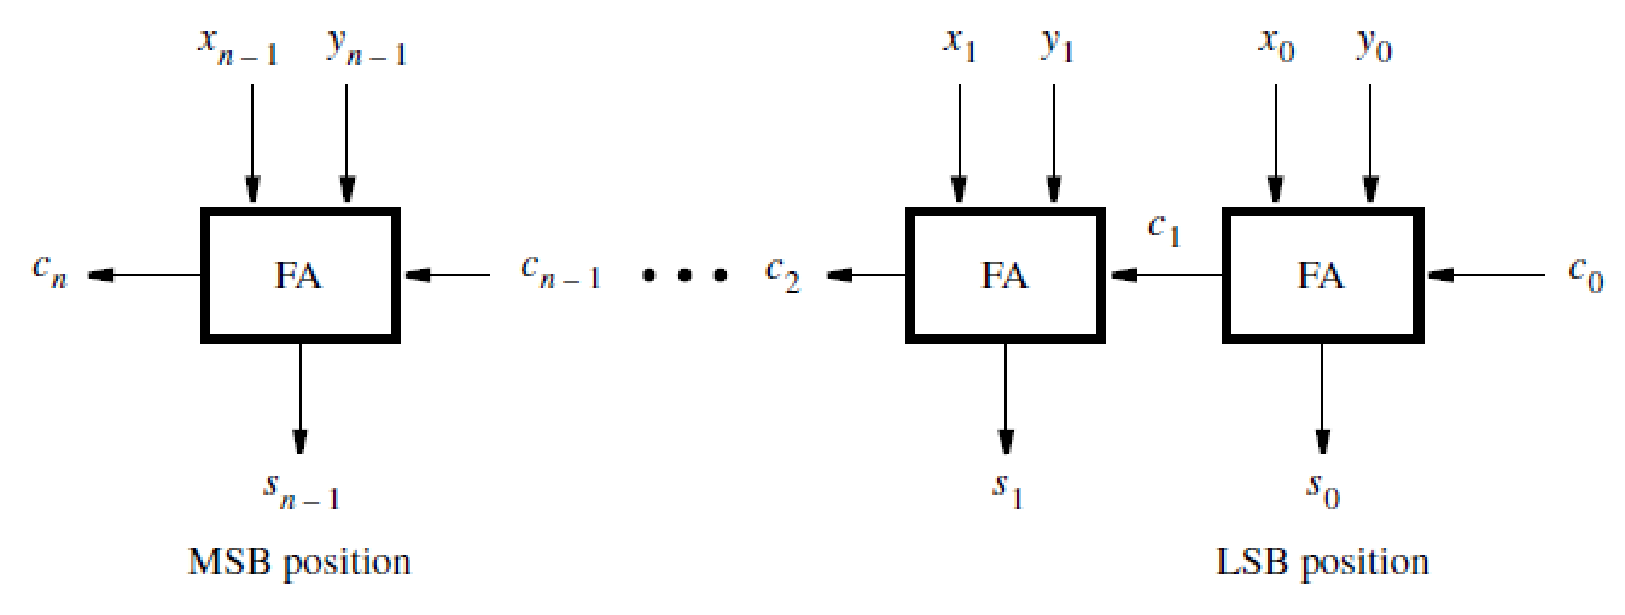 x_{n – 1} y_{n – 1} x_1 y_1 x_0 y_0
c_n FA c_{n – 1} • • • c_2 FA c_1 FA c_0
s_{n – 1} s_1 s_0
MSB position LSB position